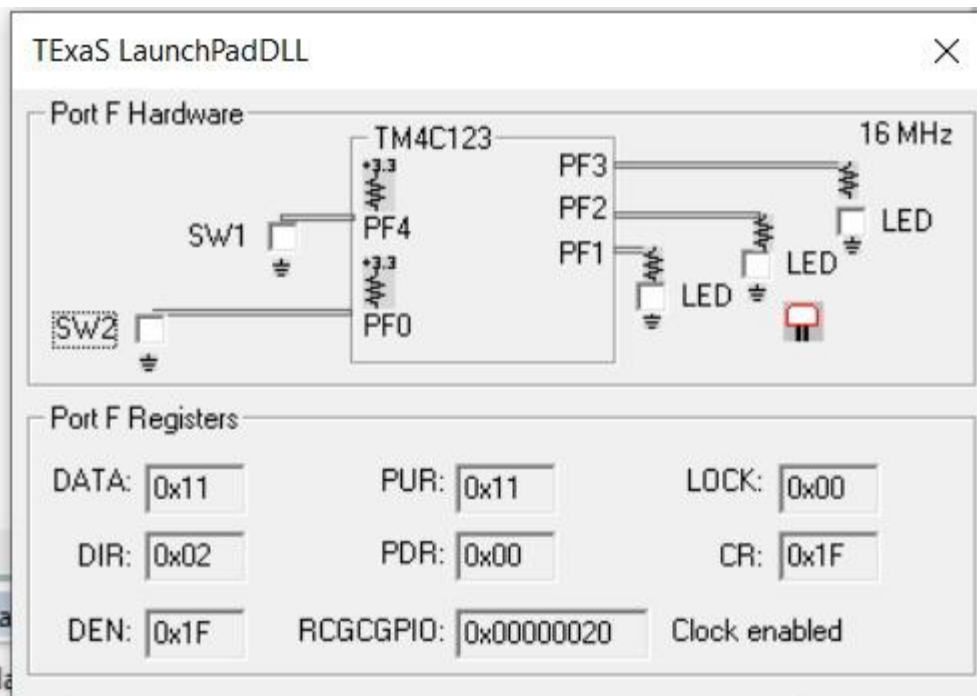 TExaS LaunchPadDLL
Port F Hardware
16 MHz
TM4C123
+3.3
PF3
PF2
PF1
SW1
PF4
LED
LED
LED
+3.3
SW2
PF0
Port F Registers
DATA: 0x11 PUR: 0x11 LOCK: 0x00
DIR: 0x02 PDR: 0x00 CR: 0x1F
DEN: 0x1F RCGCGPIO: 0x00000020 Clock enabled